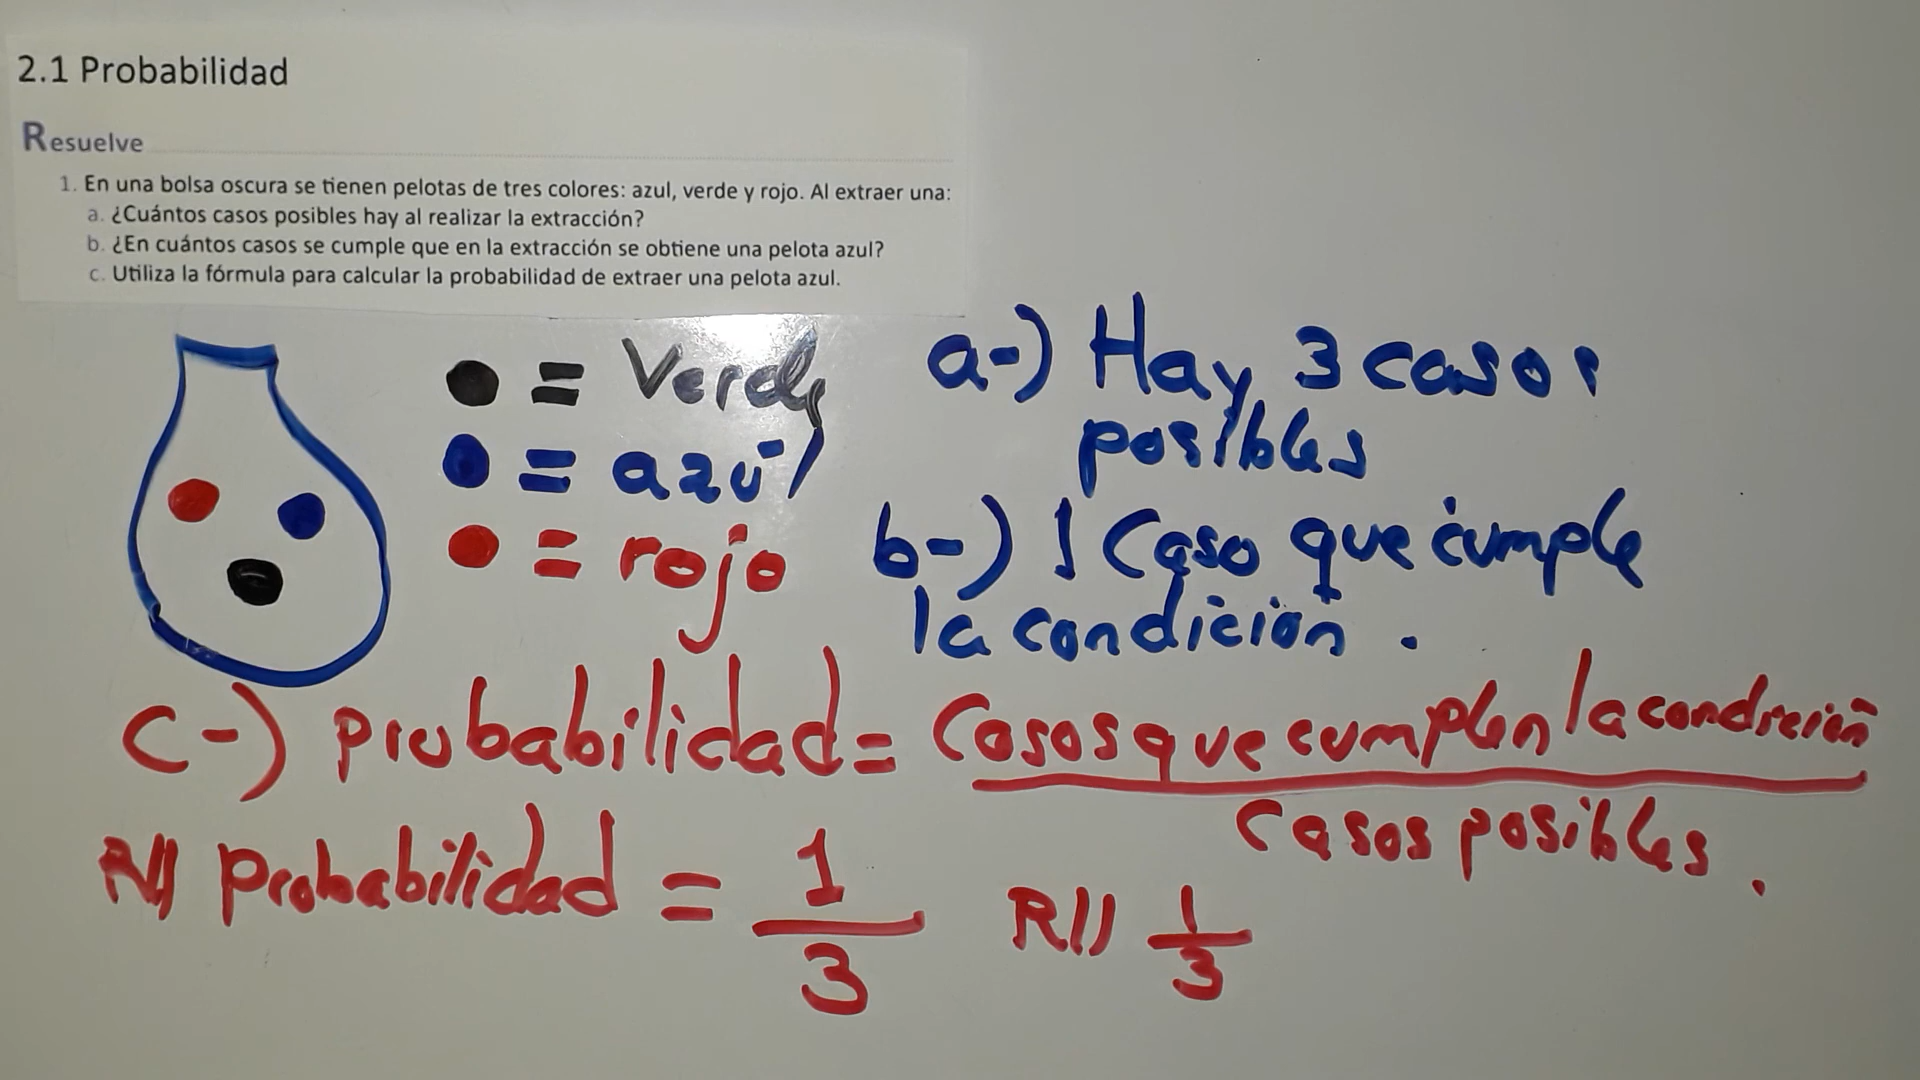 2.1 Probabilidad
Resuelve
1. En una bolsa oscura se tienen pelotas de tres colores: azul, verde y rojo. Al extraer una:
a. ¿Cuántos casos posibles hay al realizar la extracción?
b. ¿En cuántos casos se cumple que en la extracción se obtiene una pelota azul?
c. Utiliza la fórmula para calcular la probabilidad de extraer una pelota azul.
= Verde
= azúl
= rojo
a-) Hay 3 casos
posibles
b-) 1 Caso que cumple
la condición.
C-) probabilidad = Casos que cumplen la condición
Casos posibles.
R// probabilidad = 1/3 R// 1/3